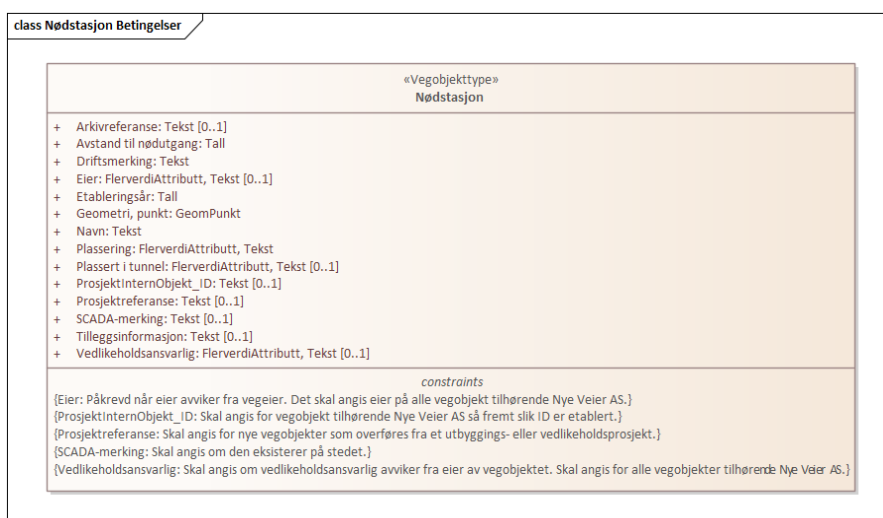 class Nødstasjon Betingelser
«Vegobjekttype»
Nødstasjon
+ Arkivreferanse: Tekst [0..1]
+ Avstand til nødutgang: Tall
+ Driftsmerking: Tekst
+ Eier: FlerverdiAttributt, Tekst [0..1]
+ Etableringsår: Tall
+ Geometri, punkt: GeomPunkt
+ Navn: Tekst
+ Plassering: FlerverdiAttributt, Tekst
+ Plassert i tunnel: FlerverdiAttributt, Tekst [0..1]
+ ProsjektInternObjekt_ID: Tekst [0..1]
+ Prosjektreferanse: Tekst [0..1]
+ SCADA-merking: Tekst [0..1]
+ Tilleggsinformasjon: Tekst [0..1]
+ Vedlikeholdsansvarlig: FlerverdiAttributt, Tekst [0..1]
constraints
{Eier: Påkrevd når eier avviker fra vegeier. Det skal angis eier på alle vegobjekt tilhørende Nye Veier AS.}
{ProsjektInternObjekt_ID: Skal angis for vegobjekt tilhørende Nye Veier AS så fremt slik ID er etablert.}
{Prosjektreferanse: Skal angis for nye vegobjekter som overføres fra et utbyggings- eller vedlikeholdsprosjekt.}
{SCADA-merking: Skal angis om den eksisterer på stedet.}
{Vedlikeholdsansvarlig: Skal angis om vedlikeholdsansvarlig avviker fra eier av vegobjektet. Skal angis for alle vegobjekter tilhørende Nye Veier AS.}